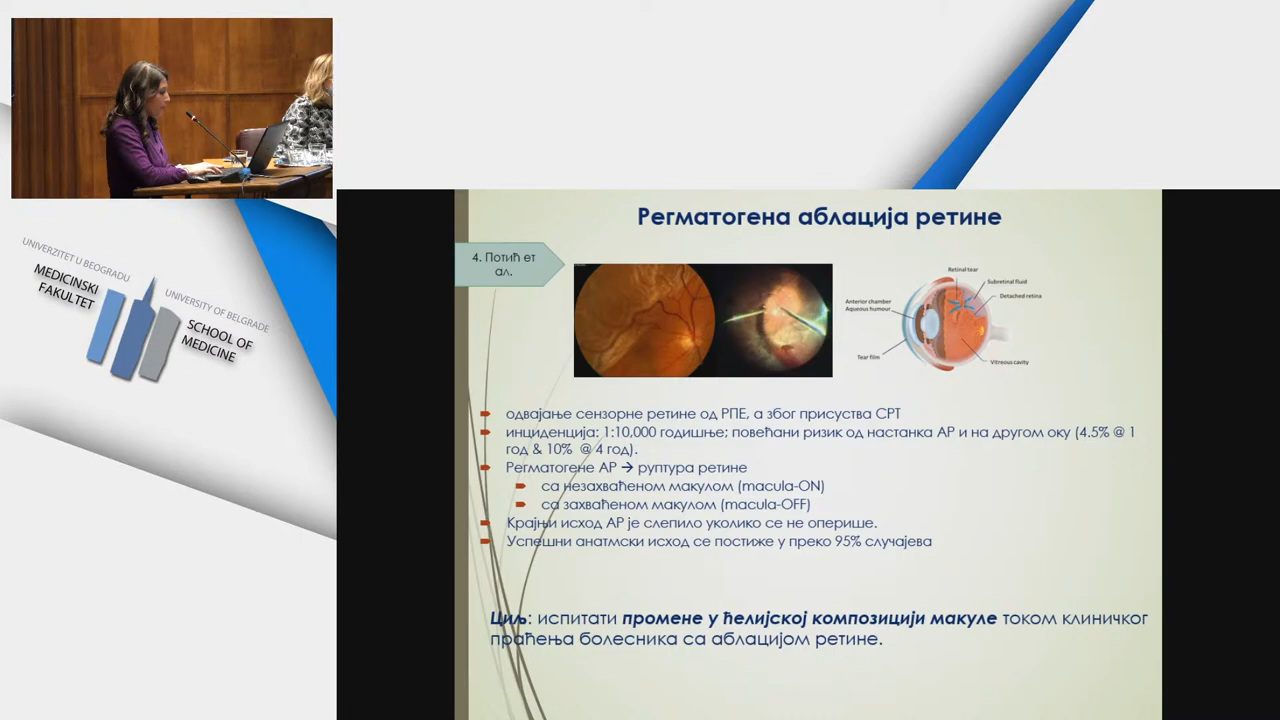 UNIVERZITET U BEOGRADU
MEDICINSKI
FAKULTET
UNIVERSITY OF BELGRADE
SCHOOL OF
MEDICINE
Регматогена аблација ретине
4. Потић ет
ал.
Retinal tear
Subretinal fluid
Detached retina
Anterior chamber
Aqueous humour
Tear film
Vitreous cavity
одвајање сензорне ретине од РПЕ, а због присуства СРТ
инциденција: 1:10,000 годишње; повећани ризик од настанка АР и на другом оку (4.5% @ 1
год & 10% @ 4 год).
Регматогене АР → руптура ретине
са незахваћеном макулом (macula-ON)
са захваћеном макулом (macula-OFF)
Крајњи исход АР је слепило уколико се не оперише.
Успешни анатмски исход се постиже у преко 95% случајева
Циљ: испитати промене у ћелијској композицији макуле током клиничког
праћења болесника са аблацијом ретине.